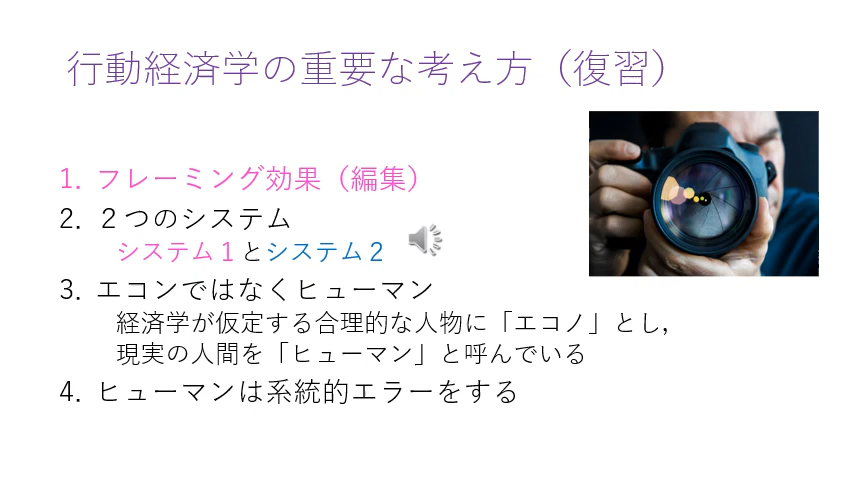 行動経済学の重要な考え方（復習）
1. フレーミング効果（編集）
2. ２つのシステム
システム１とシステム２
3. エコンではなくヒューマン
経済学が仮定する合理的な人物に「エコノ」とし，
現実の人間を「ヒューマン」と呼んでいる
4. ヒューマンは系統的エラーをする